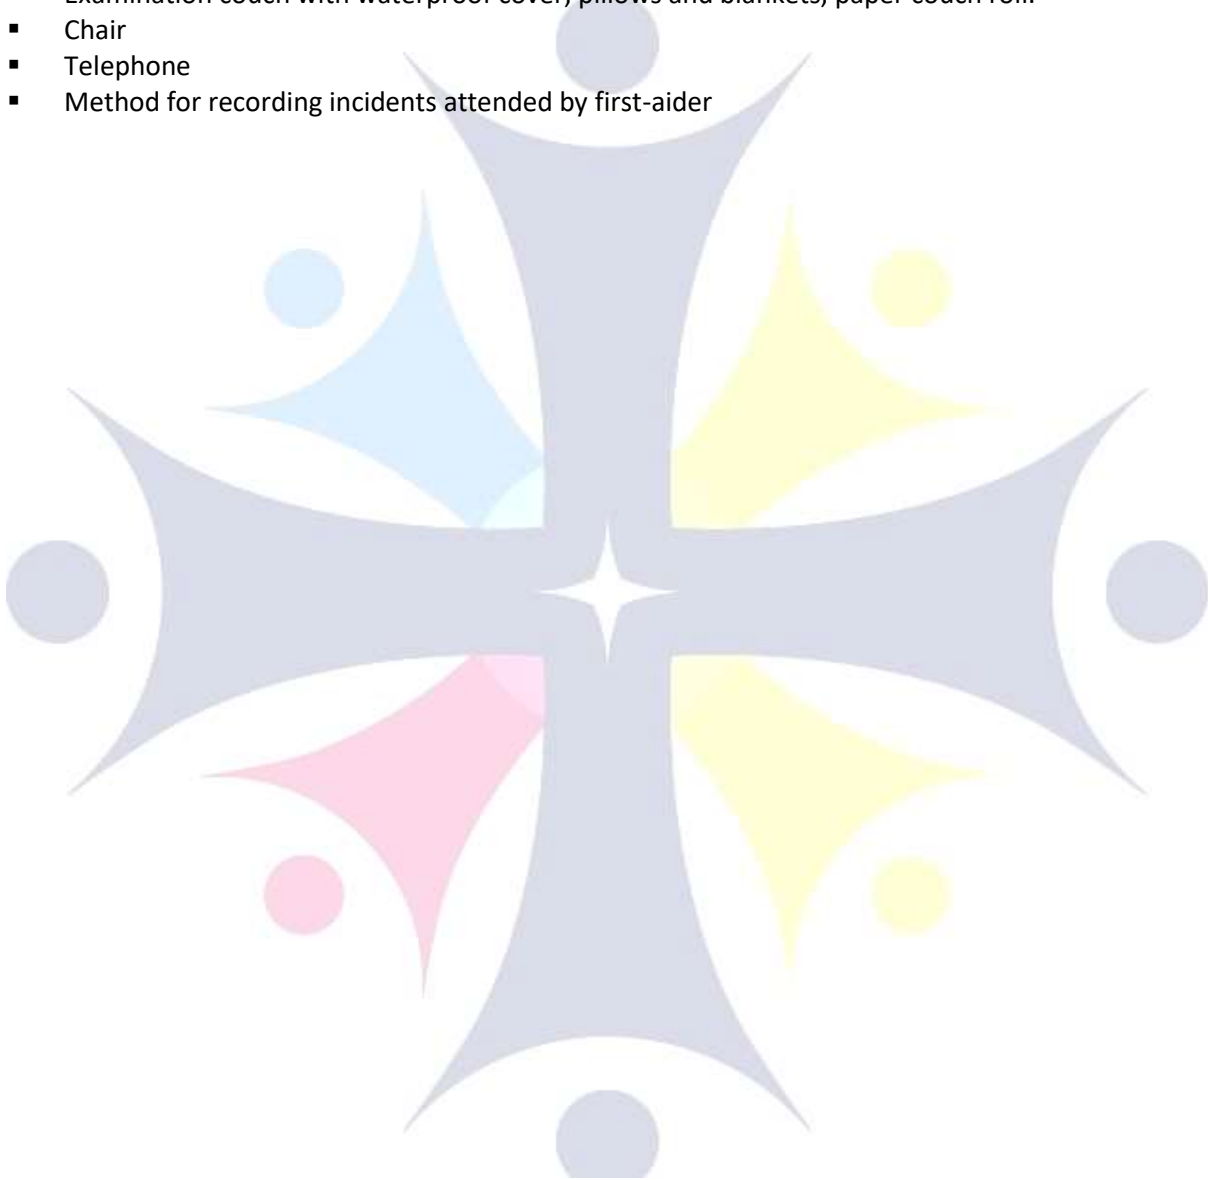 Examination couch with waterproof cover, pillows and blankets, paper couch roll.
▪ Chair
▪ Telephone
▪ Method for recording incidents attended by first-aider